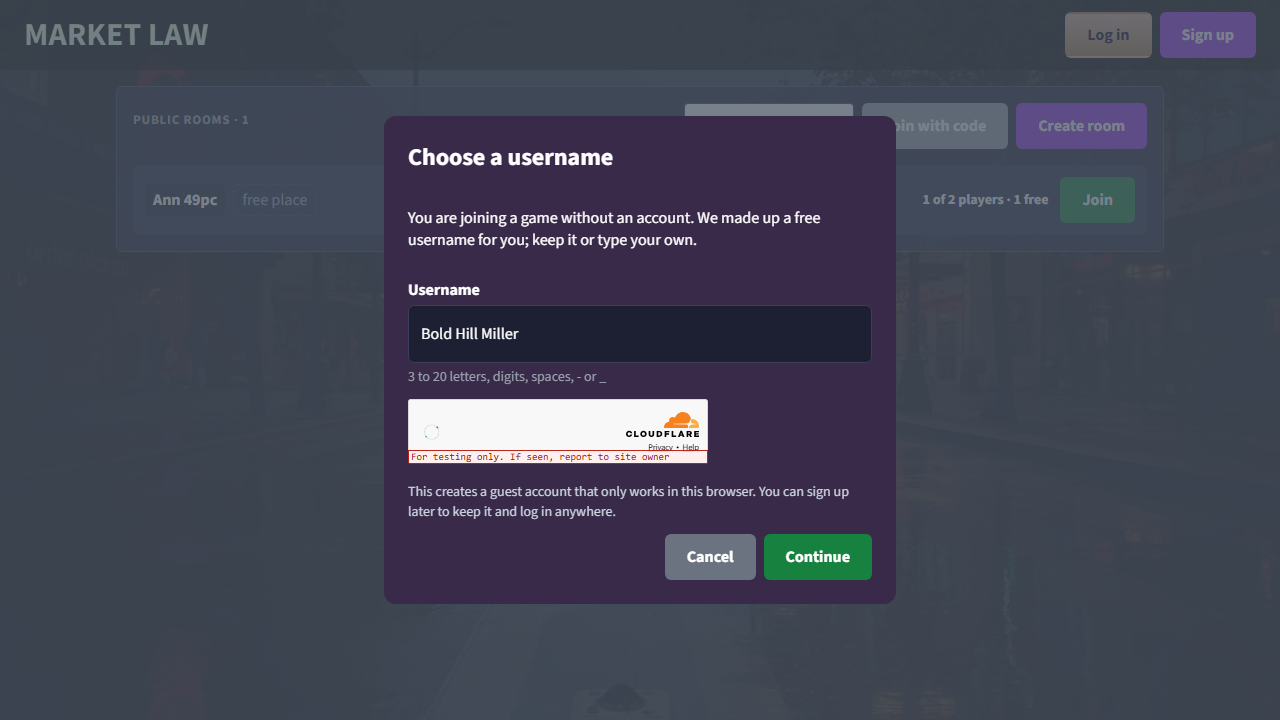 MARKET LAW
Log in
Sign up
PUBLIC ROOMS · 1
Join with code
Create room
Ann 49pc
free place
1 of 2 players · 1 free
Join
Choose a username
You are joining a game without an account. We made up a free
username for you; keep it or type your own.
Username
Bold Hill Miller
3 to 20 letters, digits, spaces, - or _
CLOUDFLARE
Privacy • Help
For testing only. If seen, report to site owner
This creates a guest account that only works in this browser. You can sign up
later to keep it and log in anywhere.
Cancel
Continue